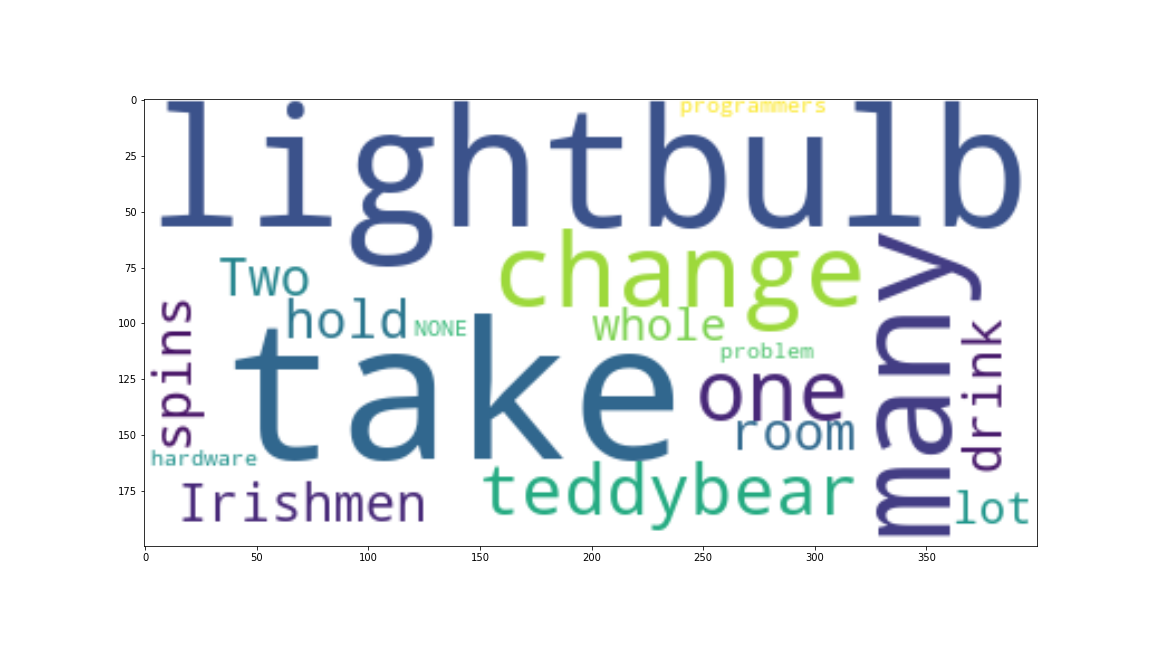 0
25
50
75
100
125
150
175
0
50
100
150
200
250
300
350
programmers
lightbulb
Two
change
many
hold
NONE
whole
spins
drink
take
problem
one
room
hardware
teddybear
Irishmen
lot